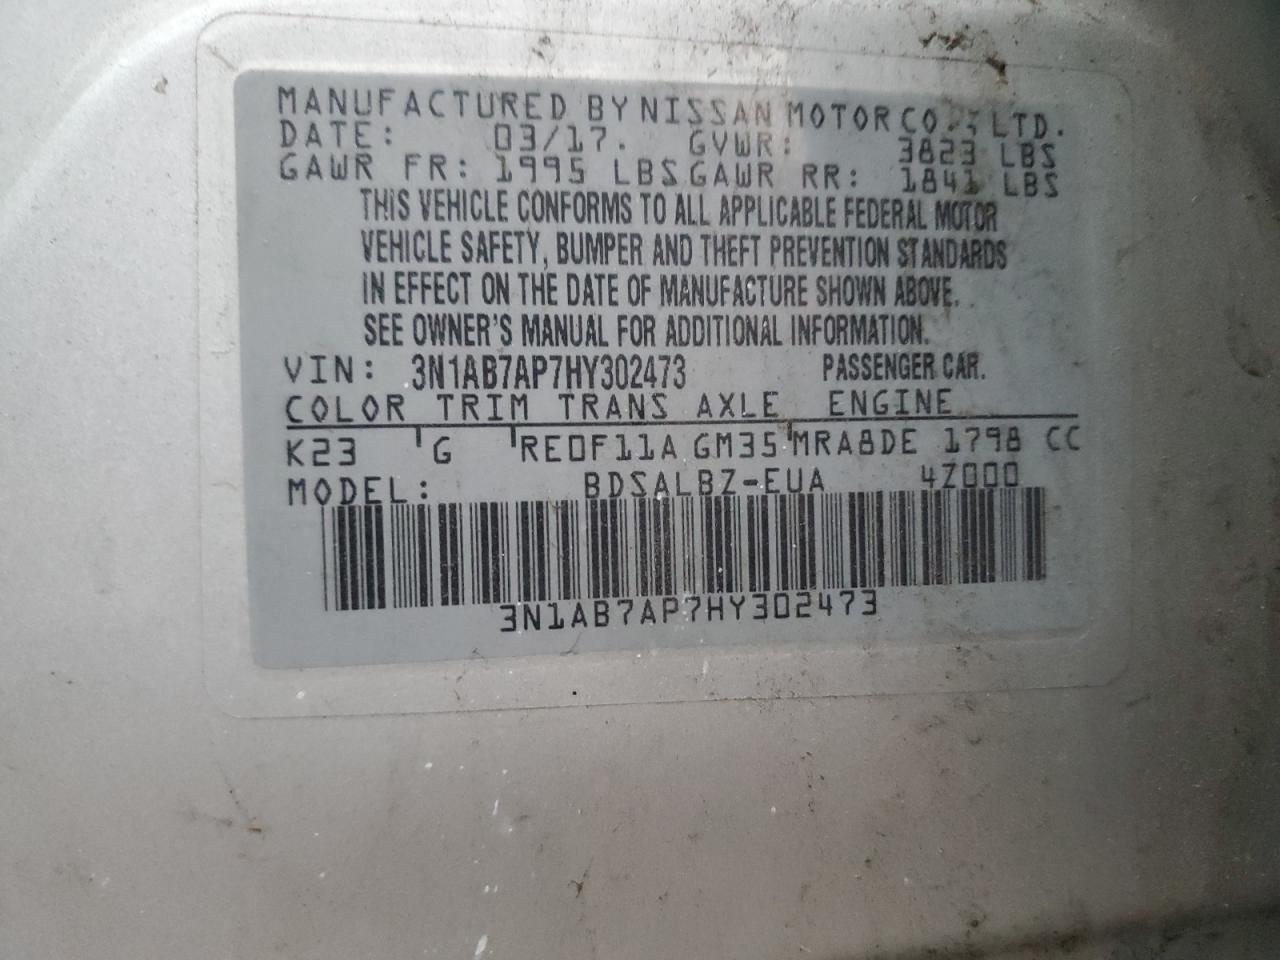 MANUFACTURED BY NISSAN MOTOR CO., LTD.
DATE: 03/17. GVWR: 3823 LBS
GAWR FR: 1995 LBS GAWR RR: 1841 LBS
THIS VEHICLE CONFORMS TO ALL APPLICABLE FEDERAL MOTOR
VEHICLE SAFETY, BUMPER AND THEFT PREVENTION STANDARDS
IN EFFECT ON THE DATE OF MANUFACTURE SHOWN ABOVE.
SEE OWNER'S MANUAL FOR ADDITIONAL INFORMATION.
VIN: 3N1AB7AP7HY302473 PASSENGER CAR.
COLOR TRIM TRANS AXLE ENGINE
K23 G RE0F11A GM35 MRA8DE 1798 CC
MODEL: BDSALBZ-EUA 4Z000
3N1AB7AP7HY302473